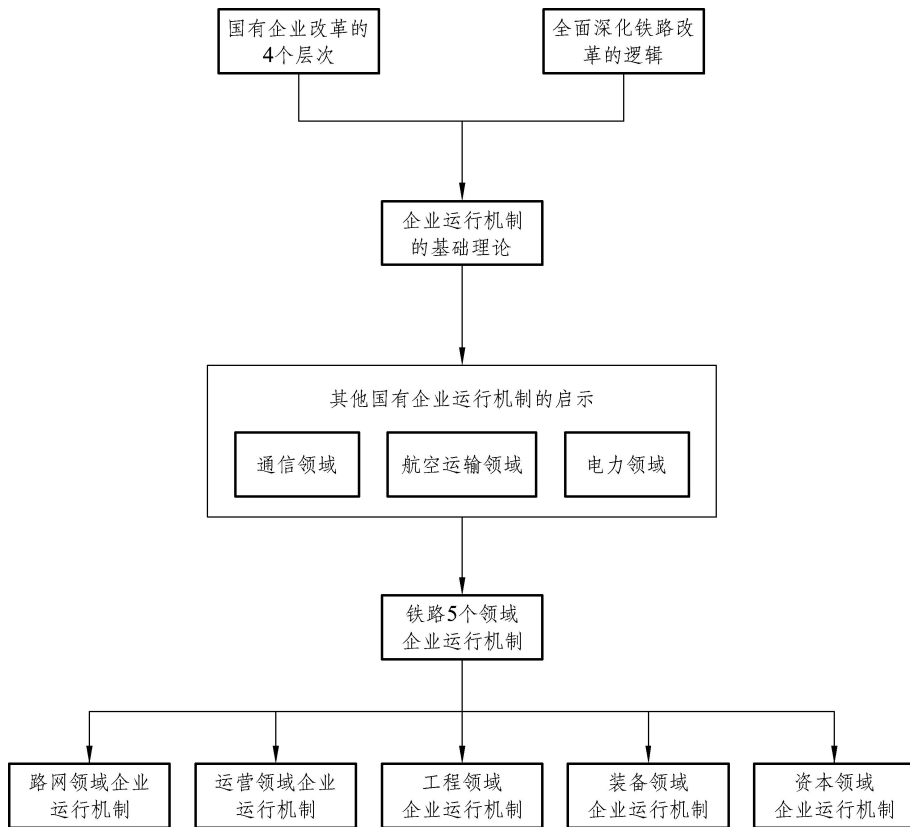 国有企业改革的
4个层次
全面深化铁路改
革的逻辑
企业运行机制
的基础理论
其他国有企业运行机制的启示
通信领域
航空运输领域
电力领域
铁路5个领域
企业运行机制
路网领域企业
运行机制
运营领域企业
运行机制
工程领域
企业运行机制
装备领域
企业运行机制
资本领域
企业运行机制